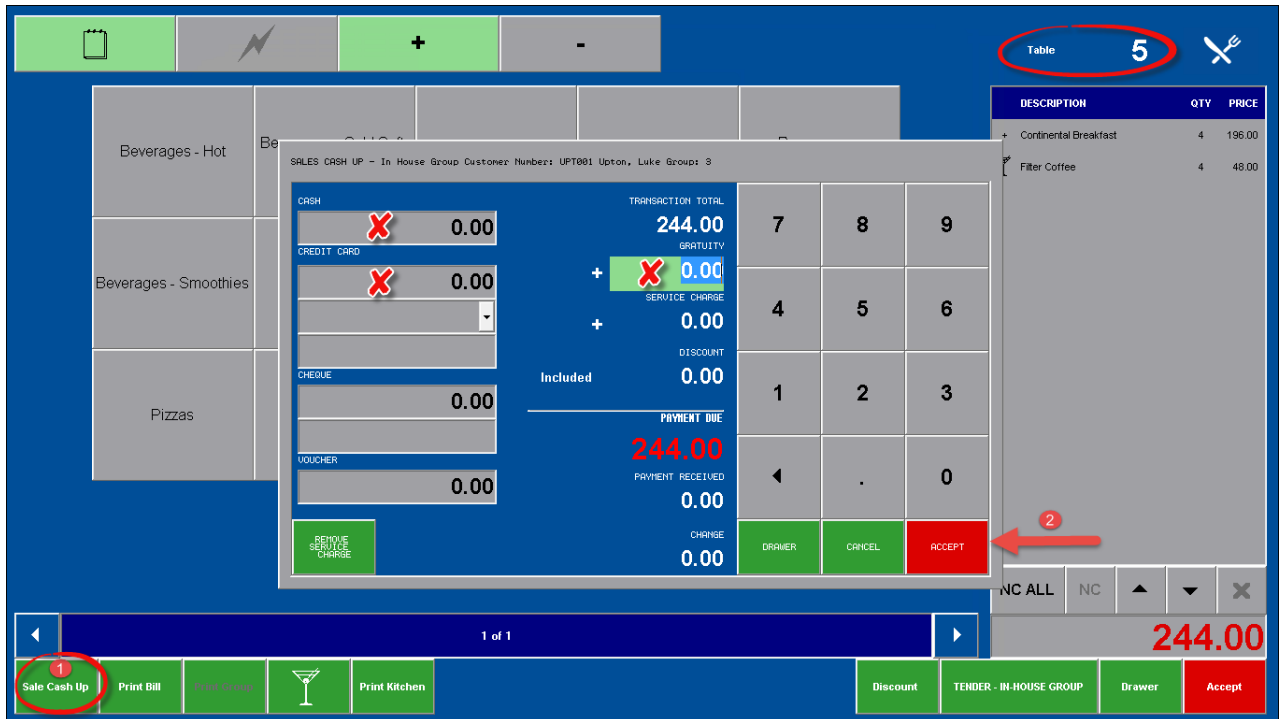 +
-
Table 5
DESCRIPTION QTY PRICE
+ Continental Breakfast 4 196.00
Filter Coffee 4 48.00
Beverages - Hot
Be
Beverages - Smoothies
Pizzas
SALES CASH UP - In House Group Customer Number: UPT001 Upton, Luke Group: 3
CASH
0.00
CREDIT CARD
0.00
CHEQUE
0.00
VOUCHER
0.00
REMOVE
SERVICE
CHARGE
TRANSACTION TOTAL
244.00
GRATUITY
+ 0.00
SERVICE CHARGE
+ 0.00
DISCOUNT
Included 0.00
PAYMENT DUE
244.00
PAYMENT RECEIVED
0.00
CHANGE
0.00
7 8 9
4 5 6
1 2 3
. 0
DRAWER CANCEL ACCEPT
2
NC ALL NC
1 of 1
244.00
1
Sale Cash Up Print Bill Print Kitchen Discount TENDER - IN-HOUSE GROUP Drawer Accept